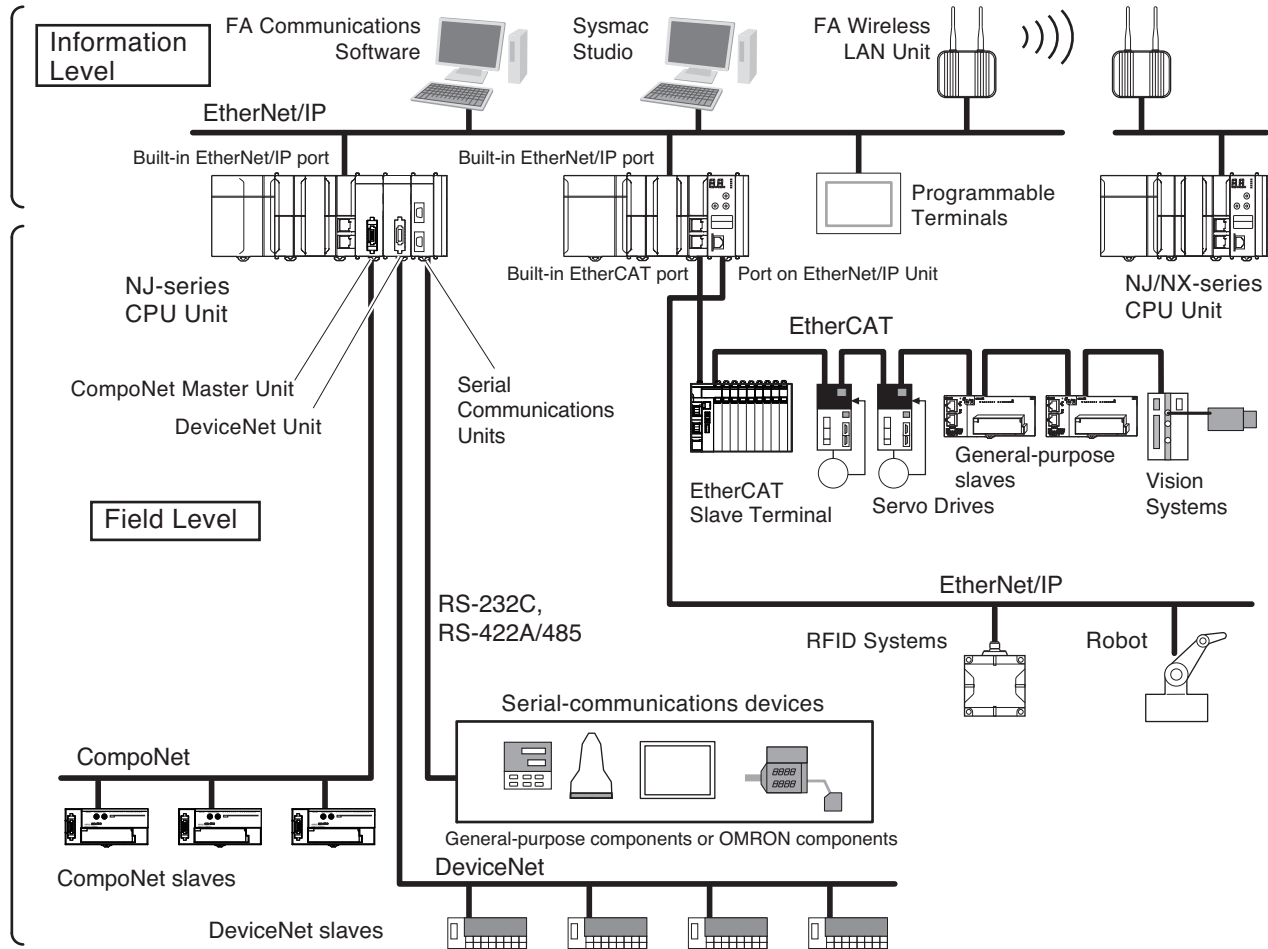 Information
Level
FA Communications
Software
Sysmac
Studio
FA Wireless
LAN Unit
EtherNet/IP
Built-in EtherNet/IP port
Built-in EtherNet/IP port
Programmable
Terminals
NJ-series
CPU Unit
Built-in EtherCAT port
Port on EtherNet/IP Unit
NJ/NX-series
CPU Unit
EtherCAT
CompoNet Master Unit
DeviceNet Unit
Serial
Communications
Units
EtherCAT
Slave Terminal
Servo Drives
General-purpose
slaves
Vision
Systems
Field Level
EtherNet/IP
RS-232C,
RS-422A/485
RFID Systems
Robot
Serial-communications devices
8888
8888
General-purpose components or OMRON components
CompoNet
CompoNet slaves
DeviceNet
DeviceNet slaves